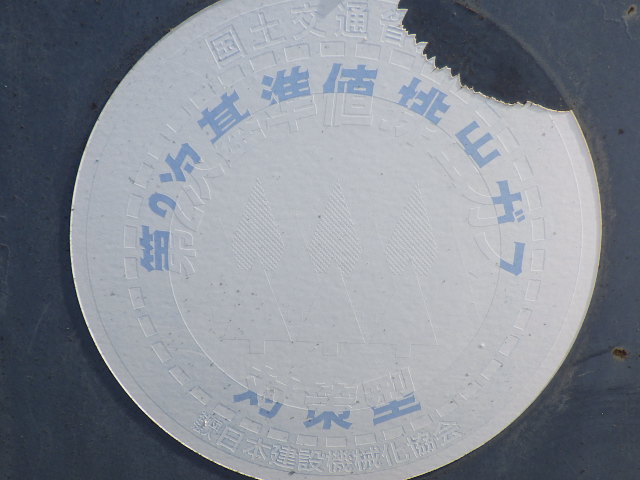 国土交通省
第2次基準値排出ガス
対策型
㈳日本建設機械化協会